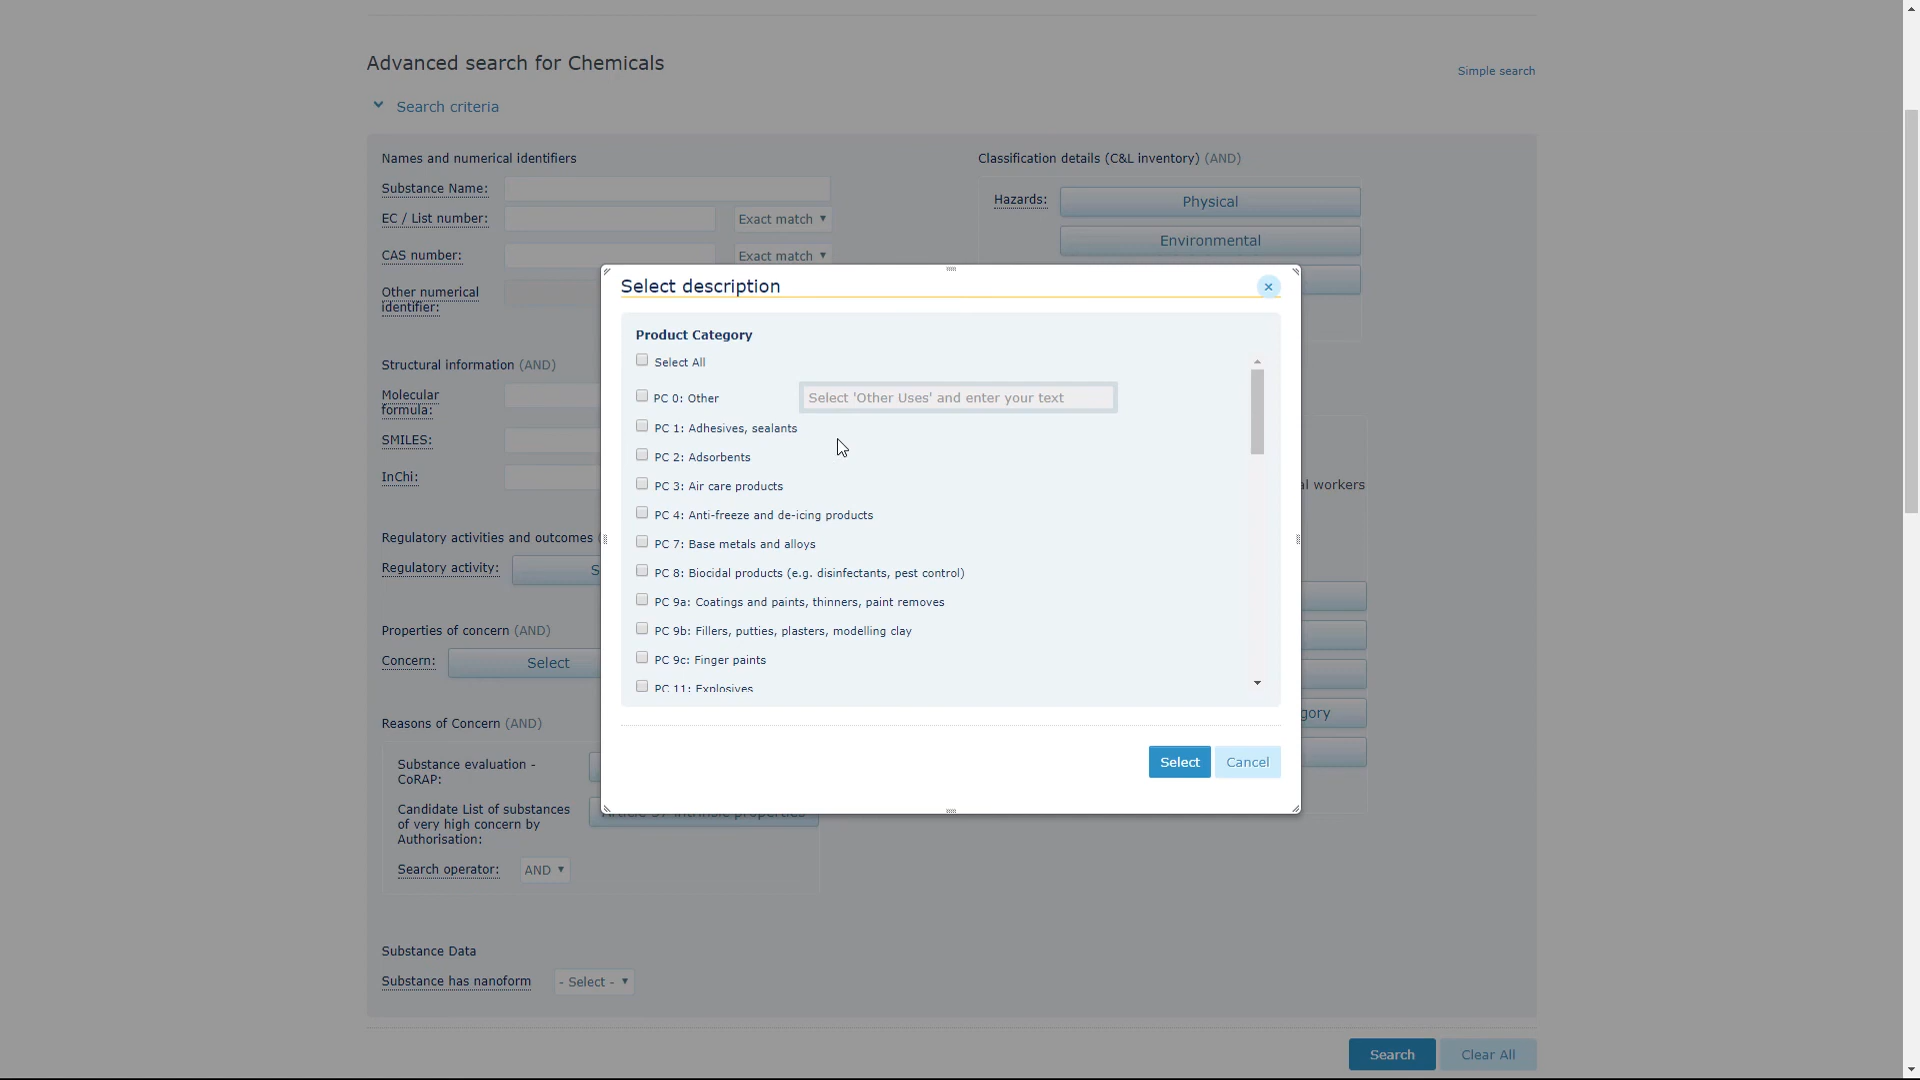 Advanced search for Chemicals
Simple search
Search criteria
Names and numerical identifiers
Classification details (C&L inventory) (AND)
Substance Name:
Hazards:
Physical
EC / List number:
Exact match
Environmental
CAS number:
Exact match
Other numerical
identifier:
Structural information (AND)
Molecular
formula:
SMILES:
InChi:
al workers
Regulatory activities and outcomes (
Regulatory activity:
S
Properties of concern (AND)
Concern:
Select
gory
Reasons of Concern (AND)
Substance evaluation -
CoRAP:
Candidate List of substances
of very high concern by
Authorisation:
Article 57 intrinsic properties
Search operator:
AND
Substance Data
Substance has nanoform
- Select -
Search
Clear All
Select description
Product Category
Select All
PC 0: Other
Select 'Other Uses' and enter your text
PC 1: Adhesives, sealants
PC 2: Adsorbents
PC 3: Air care products
PC 4: Anti-freeze and de-icing products
PC 7: Base metals and alloys
PC 8: Biocidal products (e.g. disinfectants, pest control)
PC 9a: Coatings and paints, thinners, paint removes
PC 9b: Fillers, putties, plasters, modelling clay
PC 9c: Finger paints
PC 11: Explosives
Select
Cancel